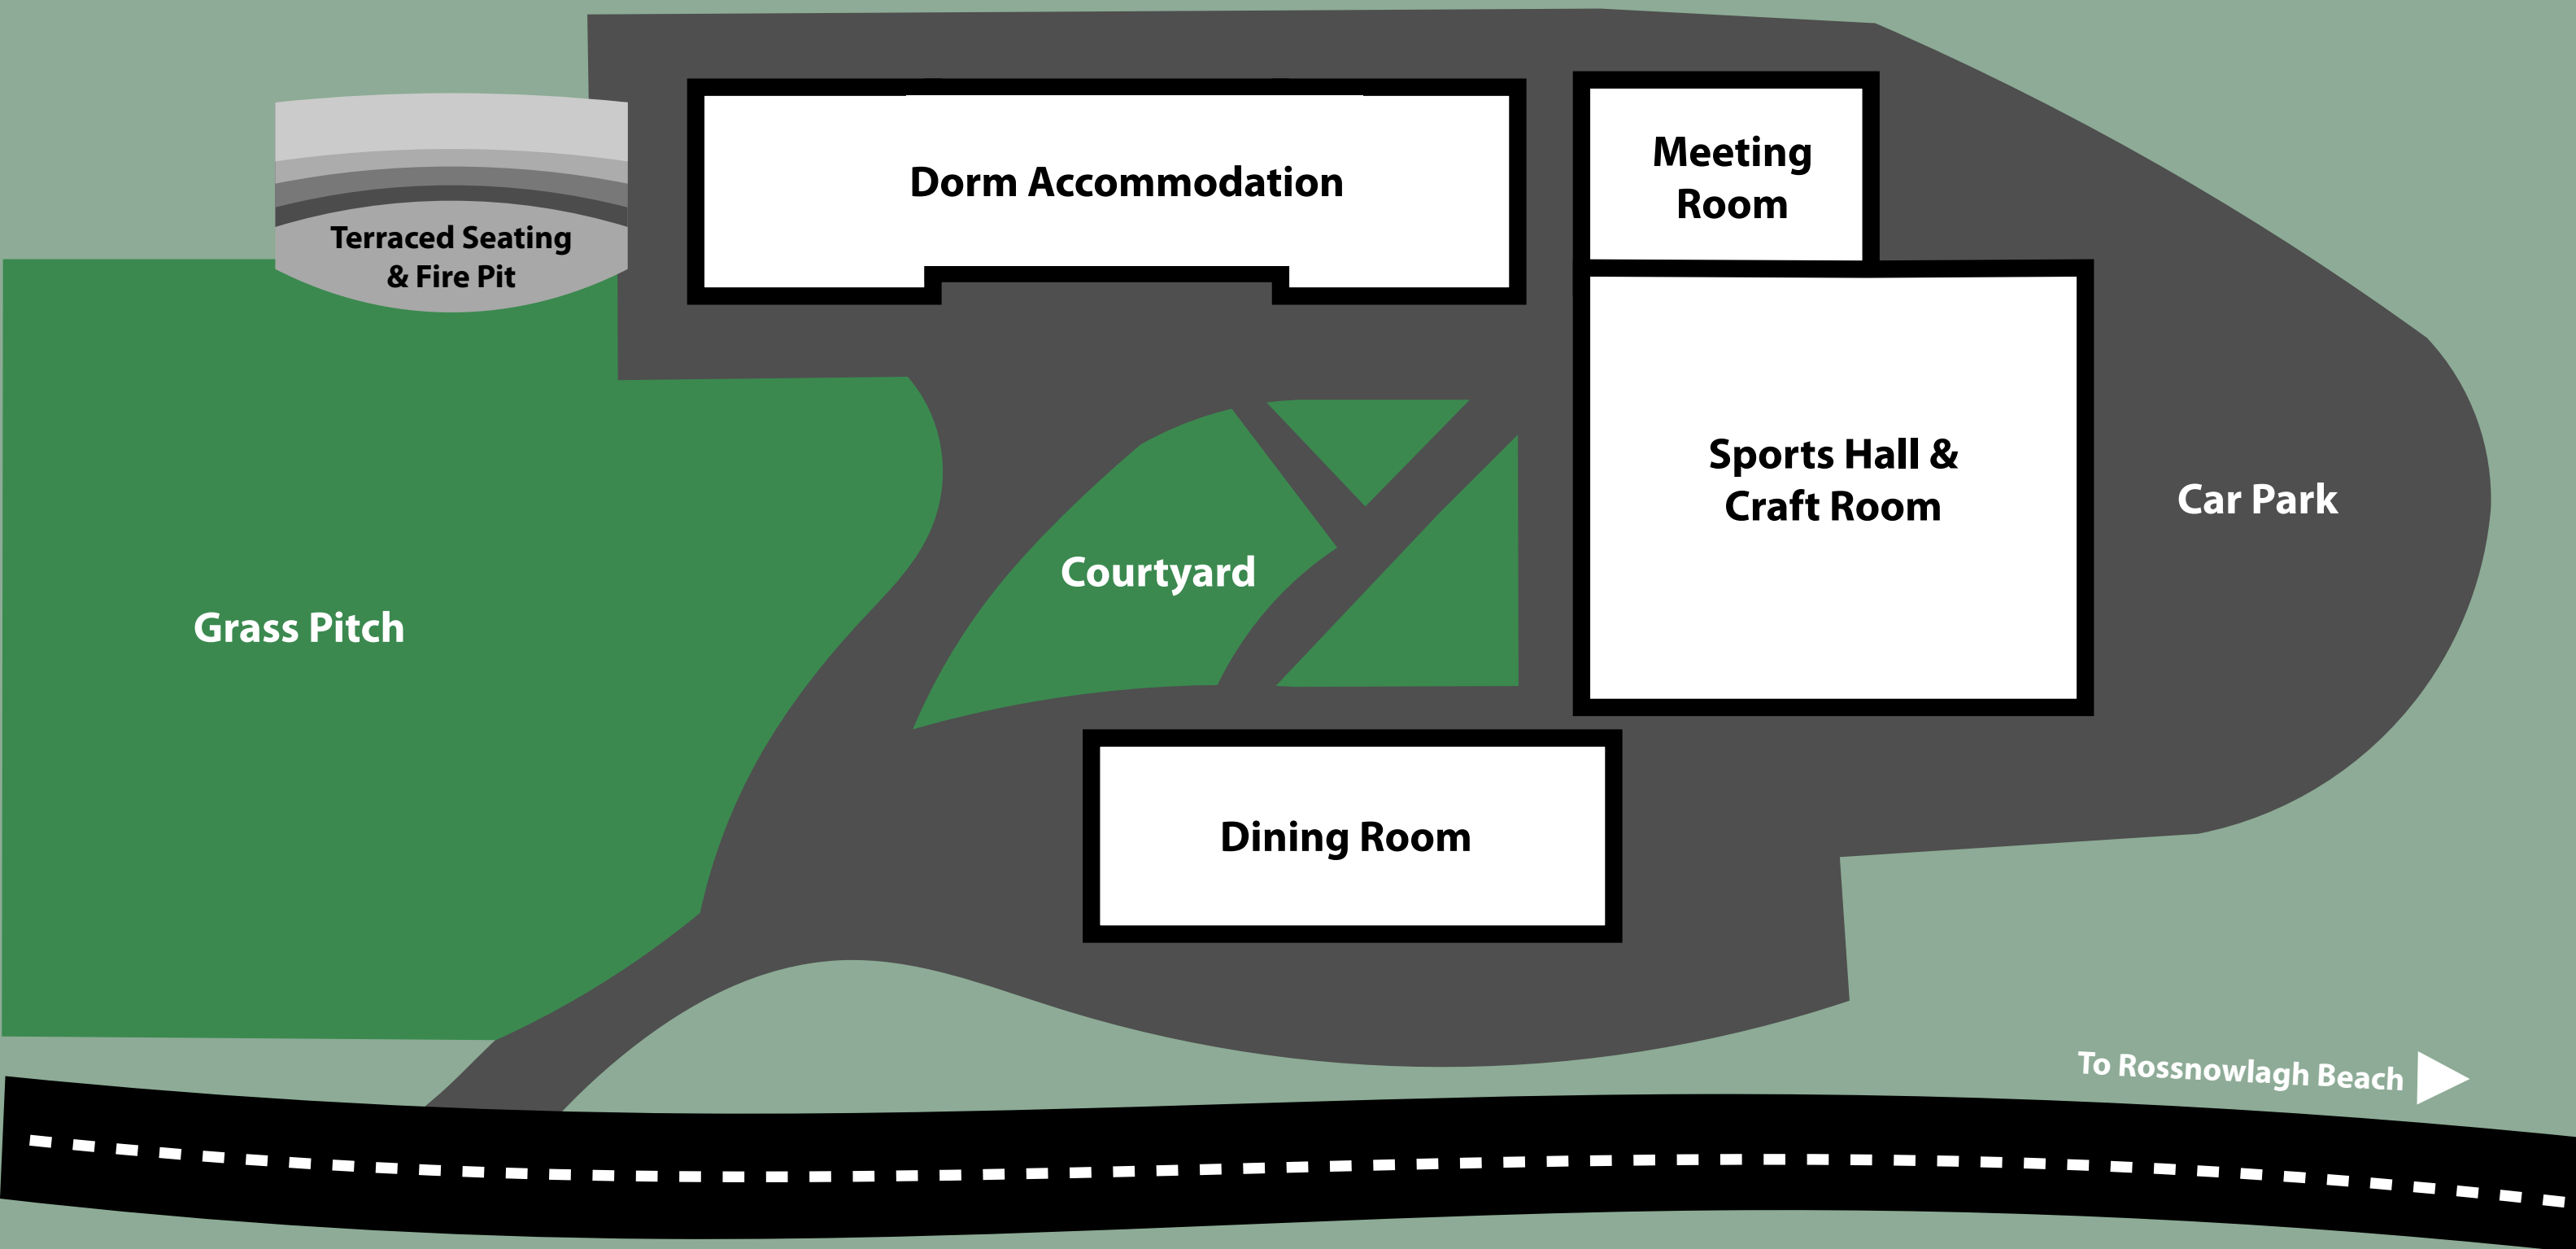 Dorm Accommodation
Meeting
Room
Terraced Seating
& Fire Pit
Sports Hall &
Craft Room
Car Park
Courtyard
Grass Pitch
Dining Room
To Rossnowlagh Beach